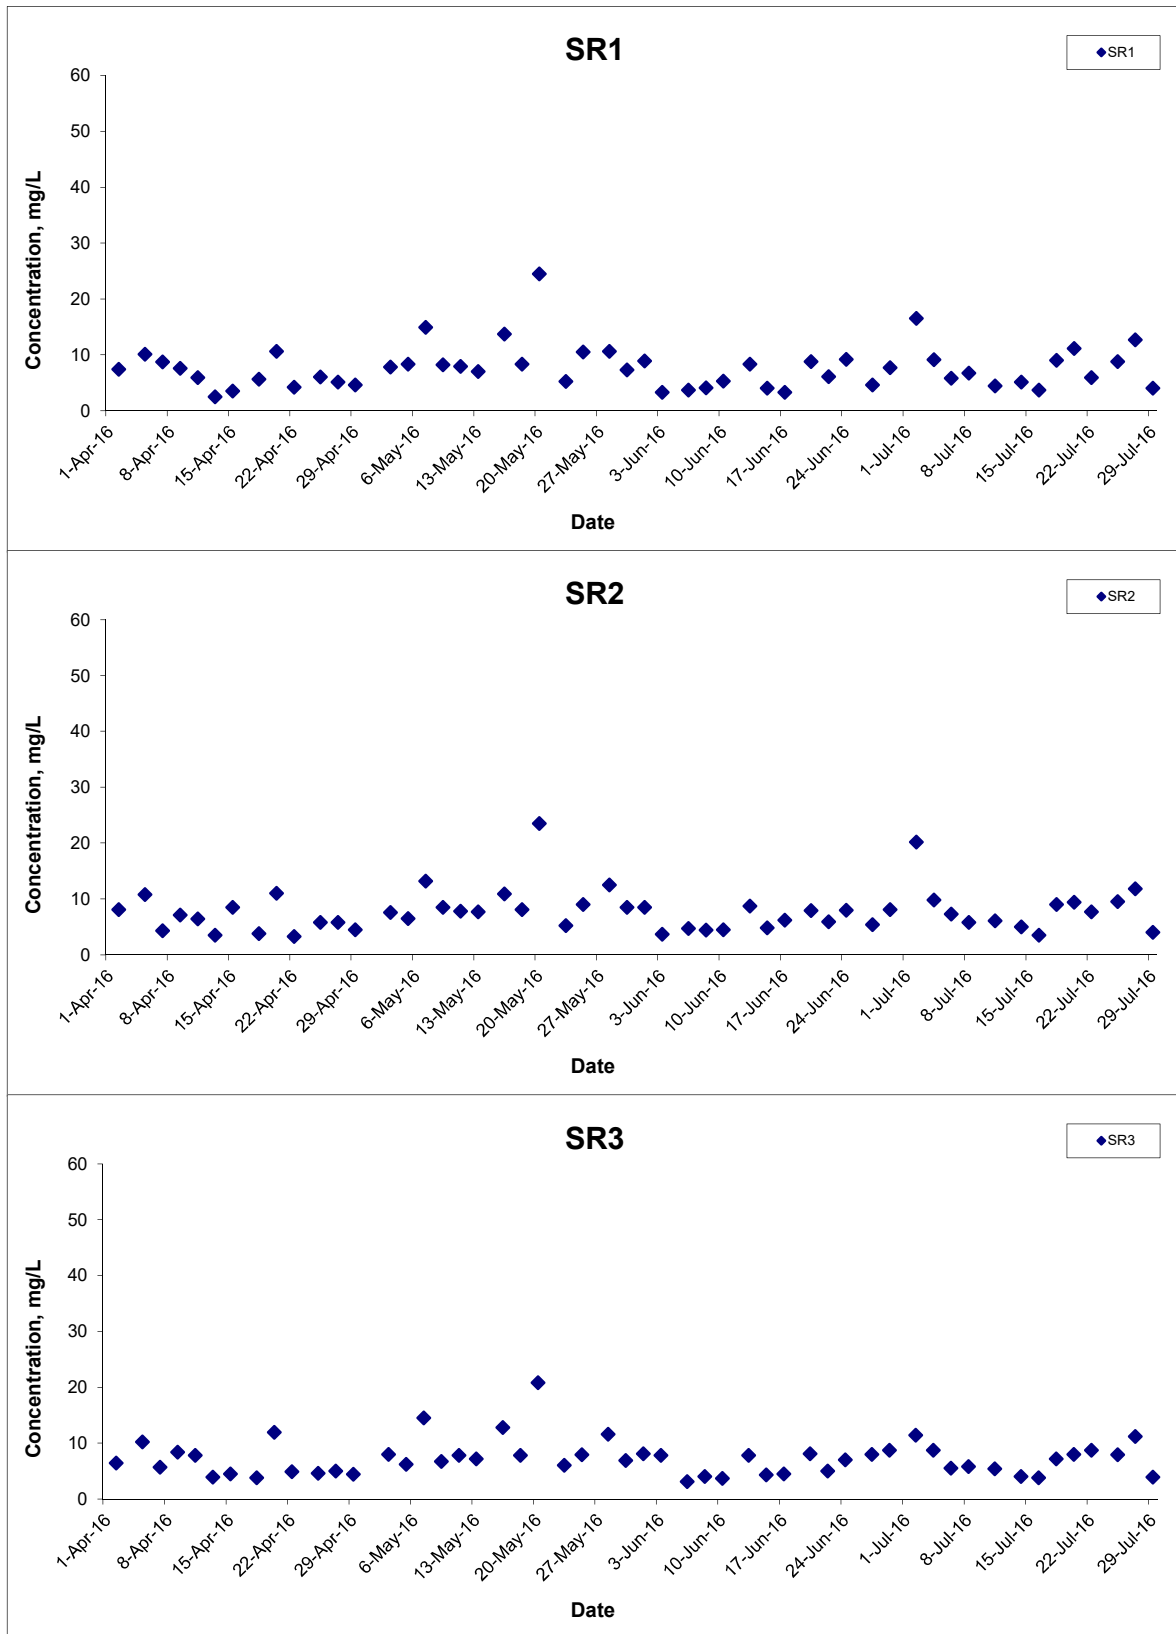 SR1
SR1
60
50
40
30
20
10
0
Concentration, mg/L
1-Apr-16
8-Apr-16
15-Apr-16
22-Apr-16
29-Apr-16
6-May-16
13-May-16
20-May-16
27-May-16
3-Jun-16
10-Jun-16
17-Jun-16
24-Jun-16
1-Jul-16
8-Jul-16
15-Jul-16
22-Jul-16
29-Jul-16
Date
SR2
SR2
60
50
40
30
20
10
0
Concentration, mg/L
1-Apr-16
8-Apr-16
15-Apr-16
22-Apr-16
29-Apr-16
6-May-16
13-May-16
20-May-16
27-May-16
3-Jun-16
10-Jun-16
17-Jun-16
24-Jun-16
1-Jul-16
8-Jul-16
15-Jul-16
22-Jul-16
29-Jul-16
Date
SR3
SR3
60
50
40
30
20
10
0
Concentration, mg/L
1-Apr-16
8-Apr-16
15-Apr-16
22-Apr-16
29-Apr-16
6-May-16
13-May-16
20-May-16
27-May-16
3-Jun-16
10-Jun-16
17-Jun-16
24-Jun-16
1-Jul-16
8-Jul-16
15-Jul-16
22-Jul-16
29-Jul-16
Date